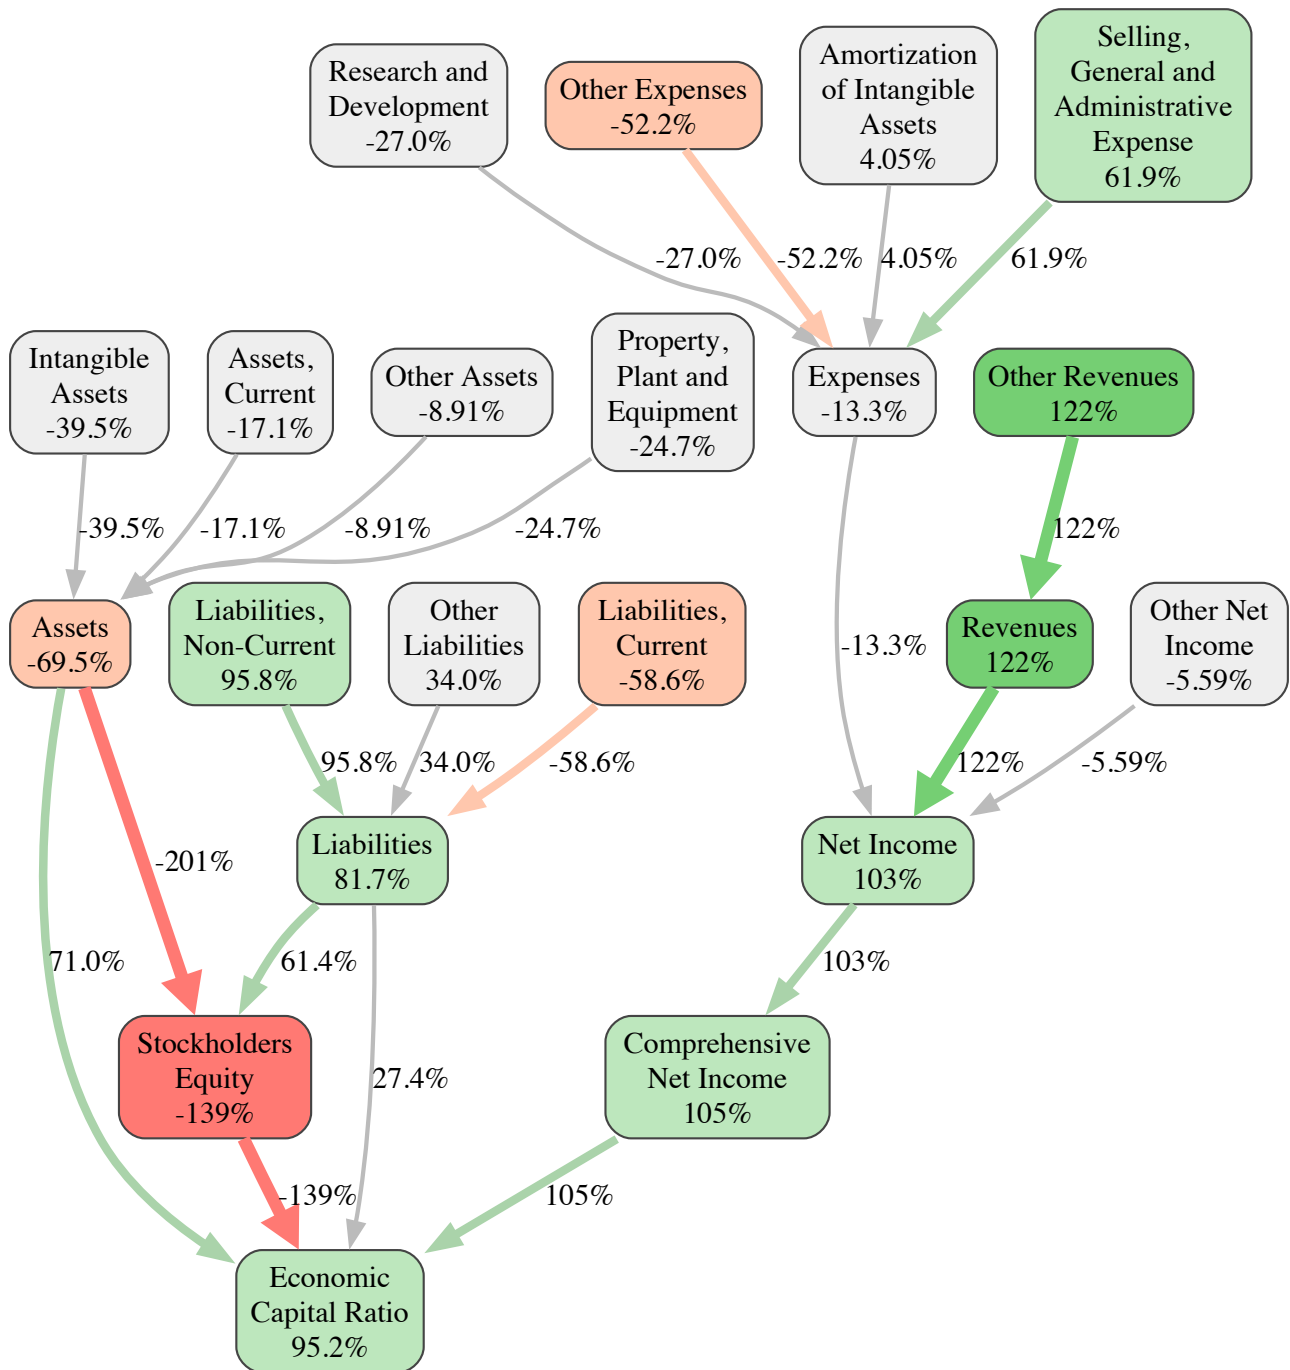 Research and
Development
-27.0%
Other Expenses
-52.2%
Amortization
of Intangible
Assets
4.05%
Selling,
General and
Administrative
Expense
61.9%
-27.0%
-52.2%
4.05%
61.9%
Intangible
Assets
-39.5%
Assets,
Current
-17.1%
Other Assets
-8.91%
Property,
Plant and
Equipment
-24.7%
Expenses
-13.3%
Other Revenues
122%
-39.5%
-17.1%
-8.91%
-24.7%
122%
Assets
-69.5%
Liabilities,
Non-Current
95.8%
Other
Liabilities
34.0%
Liabilities,
Current
-58.6%
-13.3%
Revenues
122%
Other Net
Income
-5.59%
95.8%
34.0%
-58.6%
122%
-5.59%
-201%
Liabilities
81.7%
Net Income
103%
71.0%
61.4%
103%
Stockholders
Equity
-139%
27.4%
Comprehensive
Net Income
105%
-139%
105%
Economic
Capital Ratio
95.2%